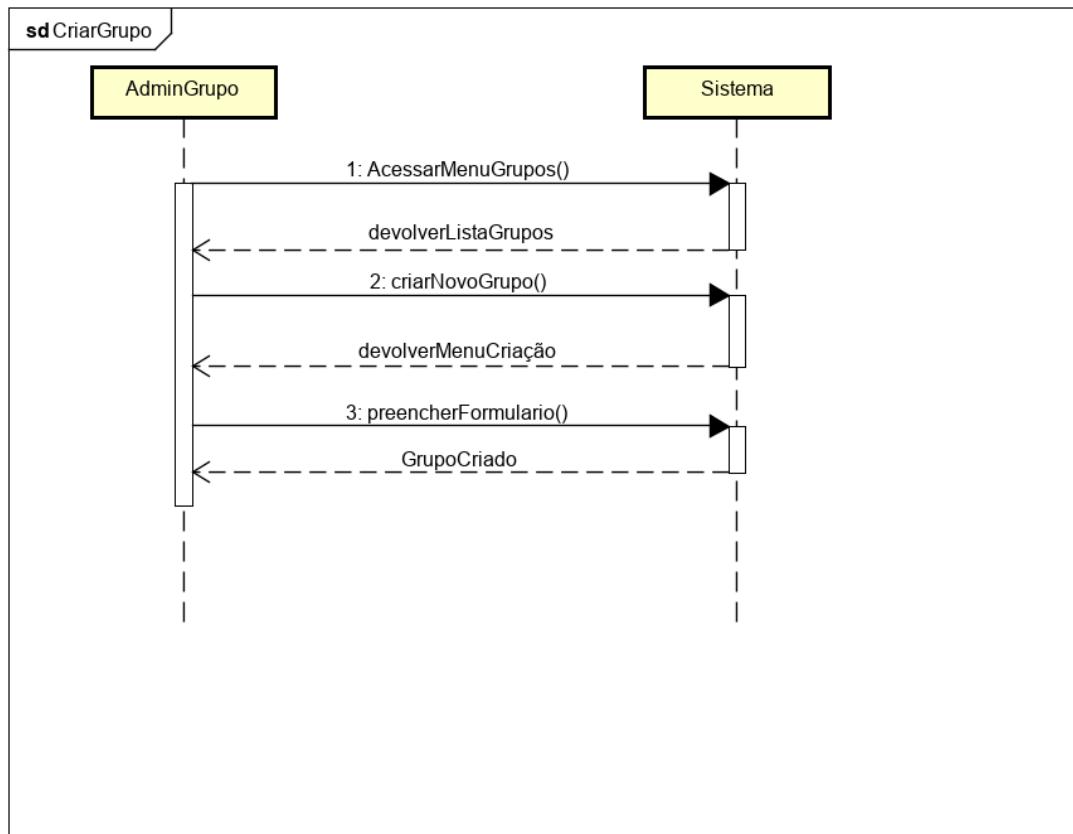 sd CriarGrupo
AdminGrupo
Sistema
1: AcessarMenuGrupos()
devolverListaGrupos
2: criarNovoGrupo()
devolverMenuCriação
3: preencherFormulario()
GrupoCriado